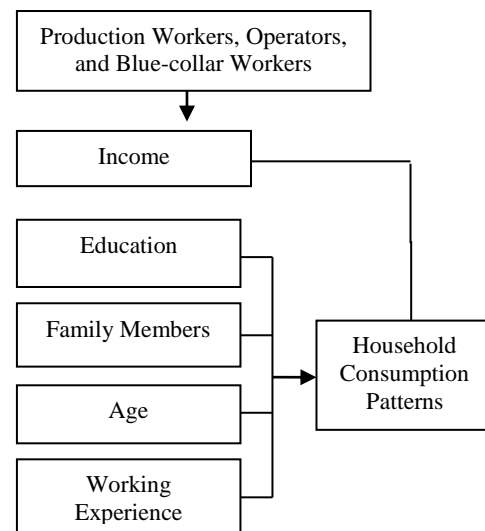 Production Workers, Operators,
and Blue-collar Workers
Income
Education
Family Members
Household
Consumption
Patterns
Age
Working
Experience